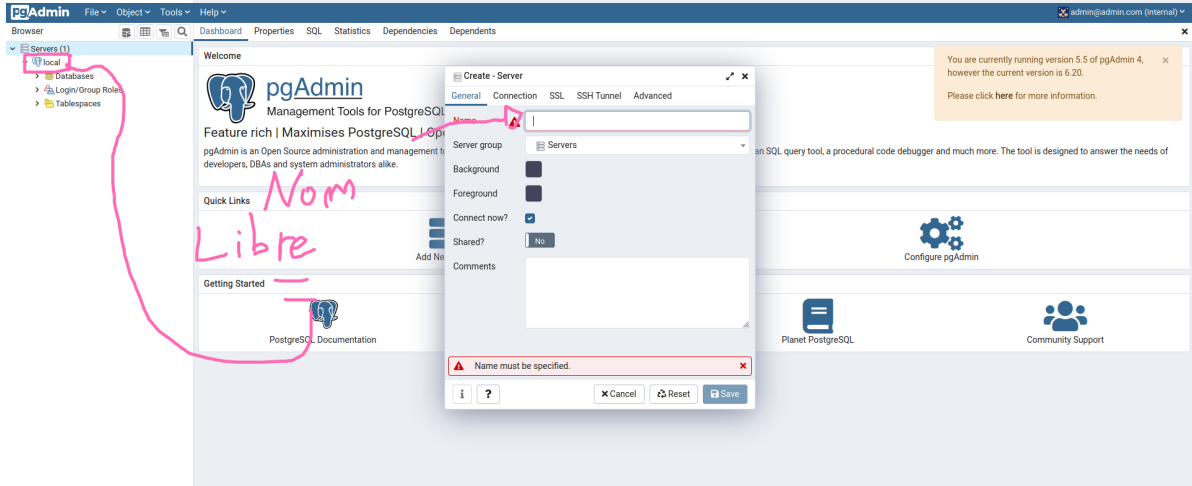 pgAdmin File Object Tools Help admin@admin.com (internal)
Browser Dashboard Properties SQL Statistics Dependencies Dependents
Servers (1)
local
Databases
Login/Group Roles
Tablespaces
Welcome
pgAdmin
Management Tools for PostgreSQL
Feature rich | Maximises PostgreSQL | Ope
pgAdmin is an Open Source administration and management to
an SQL query tool, a procedural code debugger and much more. The tool is designed to answer the needs of
developers, DBAs and system administrators alike.
You are currently running version 5.5 of pgAdmin 4,
however the current version is 6.20.
Please click here for more information.
Quick Links
Add Ne
Configure pgAdmin
Getting Started
PostgreSQL Documentation
Planet PostgreSQL
Community Support
Create - Server
General Connection SSL SSH Tunnel Advanced
Name
Server group Servers
Background
Foreground
Connect now?
Shared? No
Comments
Name must be specified.
i ? Cancel Reset Save
Nom
Libre